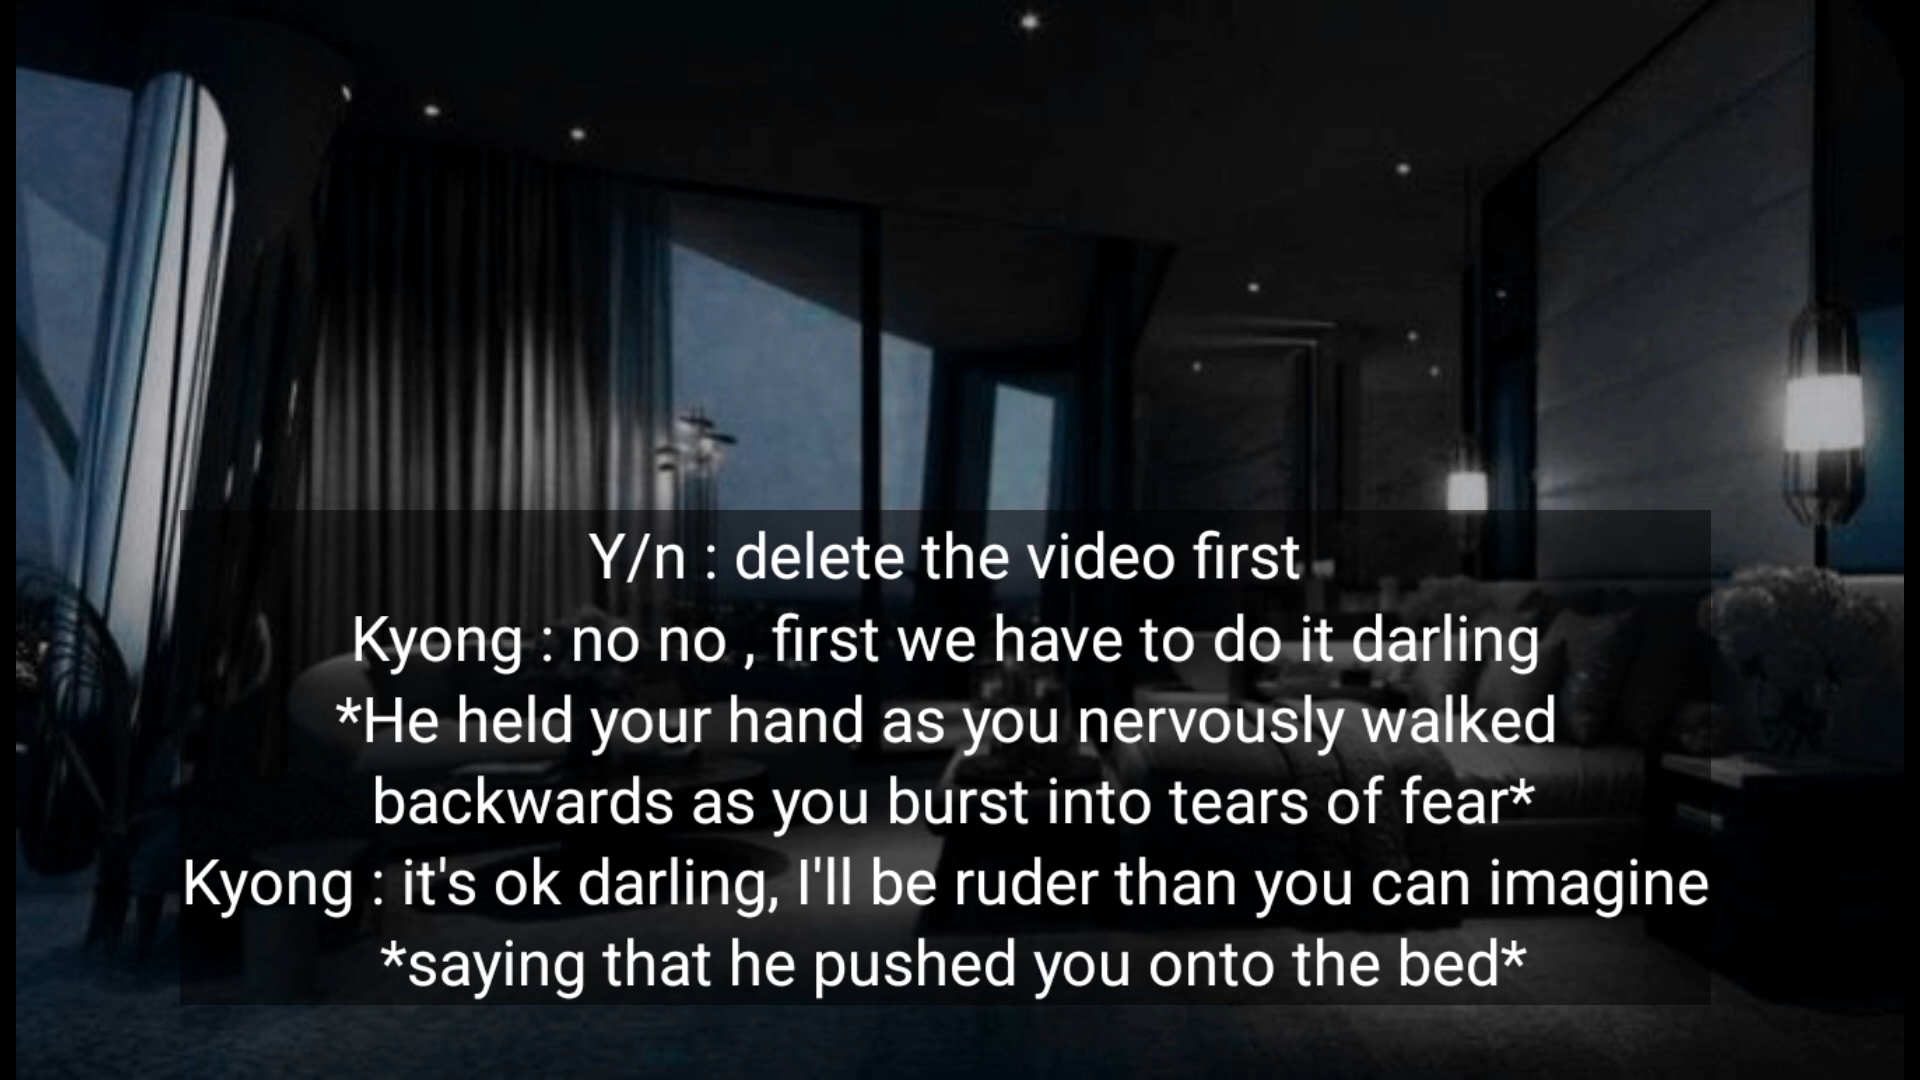 Y/n : delete the video first
Kyong : no no , first we have to do it darling
*He held your hand as you nervously walked
backwards as you burst into tears of fear*
Kyong : it's ok darling, I'll be ruder than you can imagine
*saying that he pushed you onto the bed*